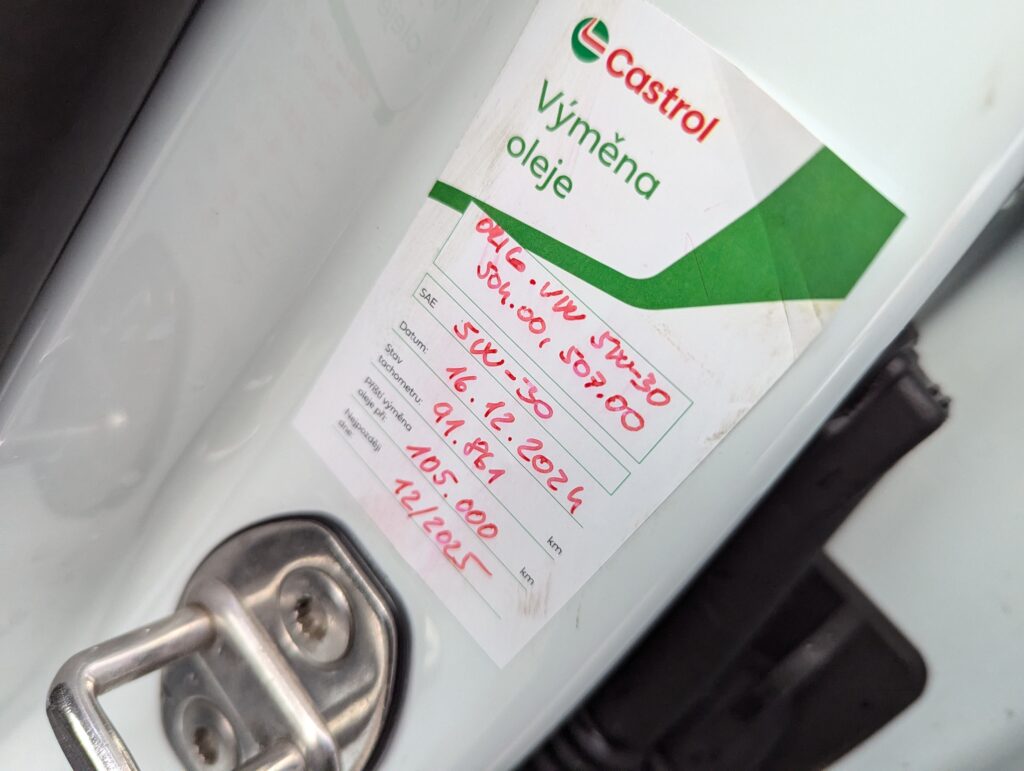 Castrol
Výměna
oleje
ORIG. VW 5W-30
504.00, 507.00
SAE 5W-30
Datum: 16.12.2024
Stav
tachometru: 91.861 km
Příští výměna
oleje při: 105.000 km
Nejpozději
dne: 12/2025